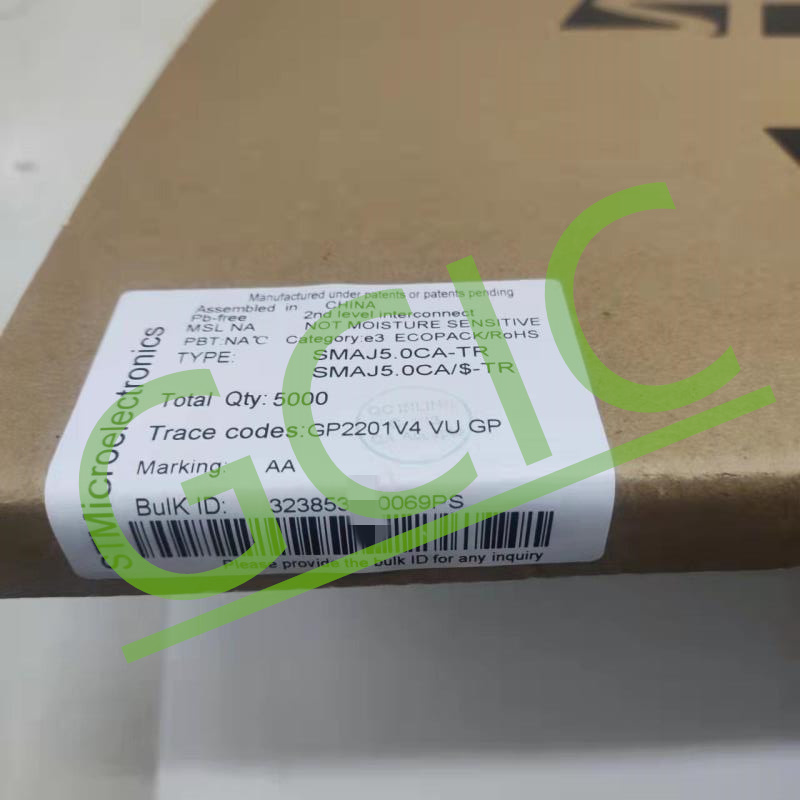 Manufactured under patents or patents pending
Assembled in CHINA
Pb-free 2nd level interconnect
MSL NA NOT MOISTURE SENSITIVE
PBT:NA℃ Category:e3 ECOPACK/RoHS
TYPE: SMAJ5.0CA-TR
SMAJ5.0CA/$-TR
Total Qty: 5000
Trace codes:GP2201V4 VU GP
Marking: AA
BulK ID: 323853 0069PS
Please provide the bulk ID for any inquiry
STMicroelectronics
GCIC